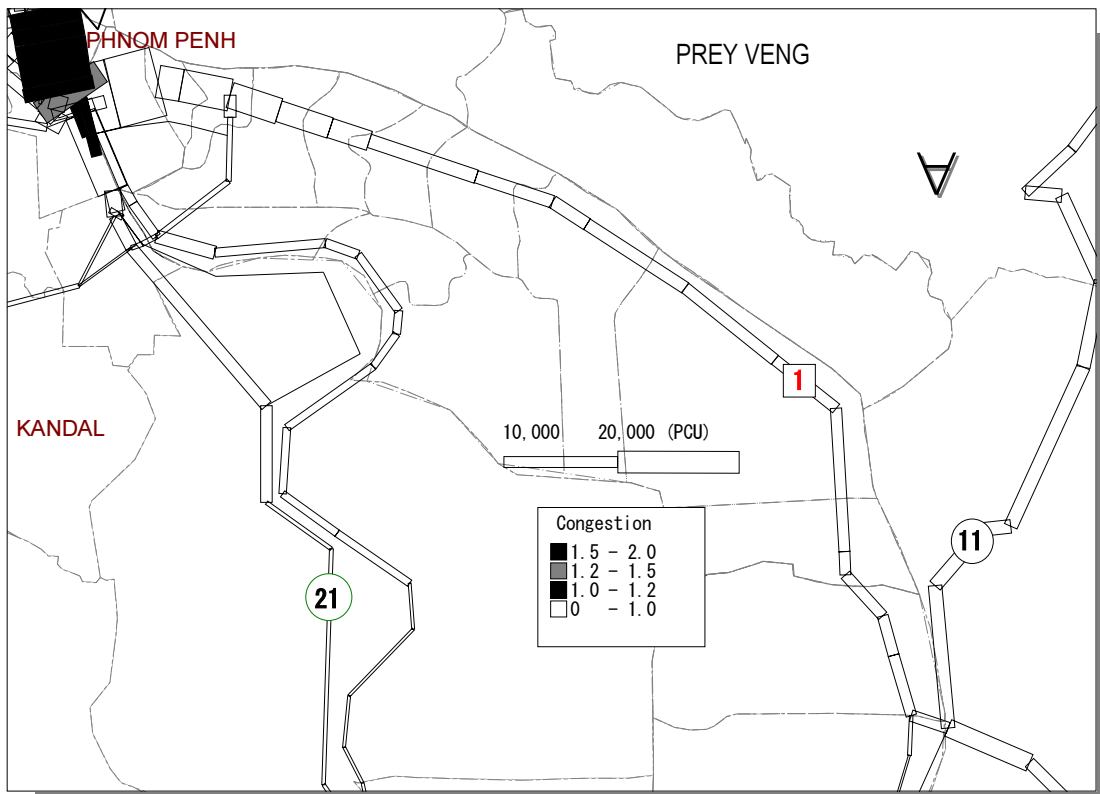 PHNOM PENH
PREY VENG
1
KANDAL
10,000 20,000 (PCU)
Congestion
1.5 - 2.0
1.2 - 1.5
1.0 - 1.2
0 - 1.0
11
21